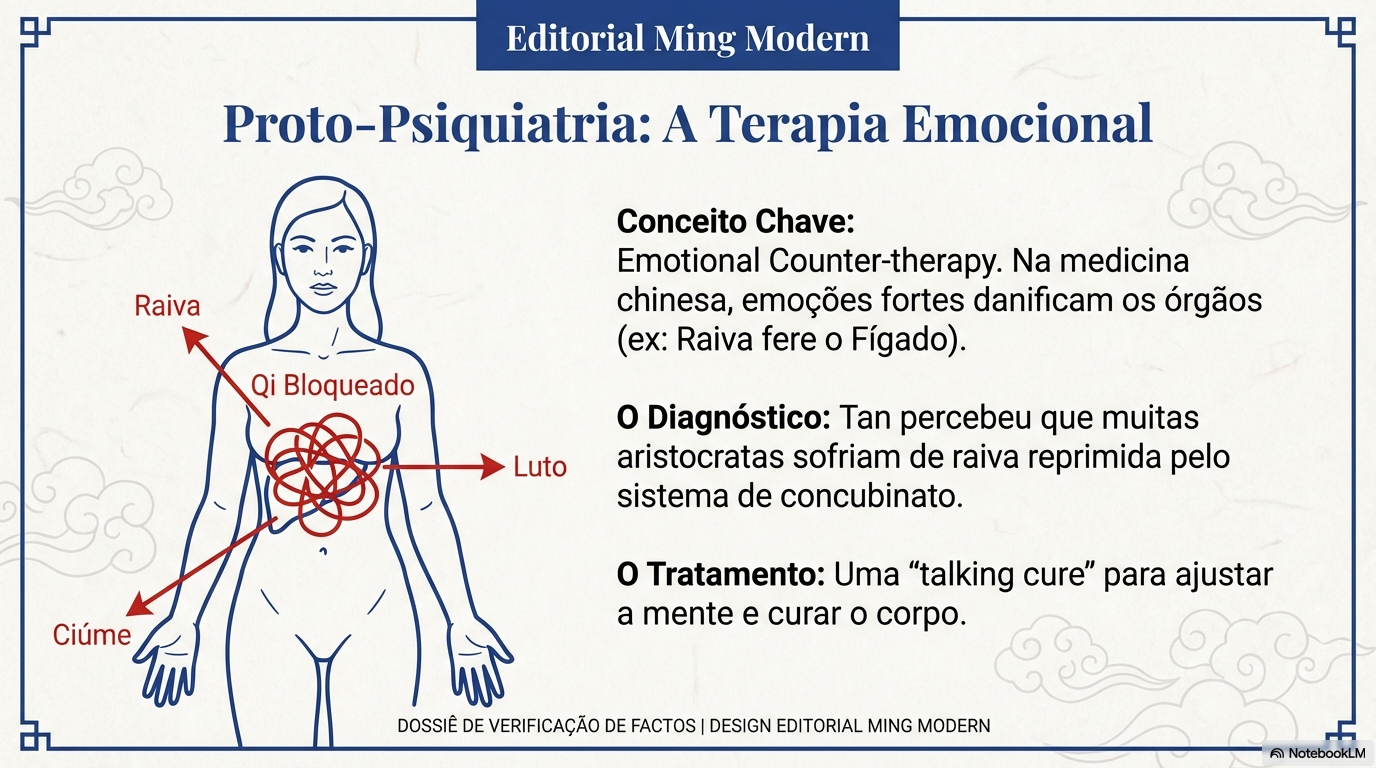 Editorial Ming Modern
Proto-Psiquiatria: A Terapia Emocional
Raiva
Qi Bloqueado
Luto
Ciúme
Conceito Chave:
Emotional Counter-therapy. Na medicina
chinesa, emoções fortes danificam os órgãos
(ex: Raiva fere o Fígado).
O Diagnóstico: Tan percebeu que muitas
aristocratas sofriam de raiva reprimida pelo
sistema de concubinato.
O Tratamento: Uma “talking cure” para ajustar
a mente e curar o corpo.
DOSSIÊ DE VERIFICAÇÃO DE FACTOS | DESIGN EDITORIAL MING MODERN
NotebookLM